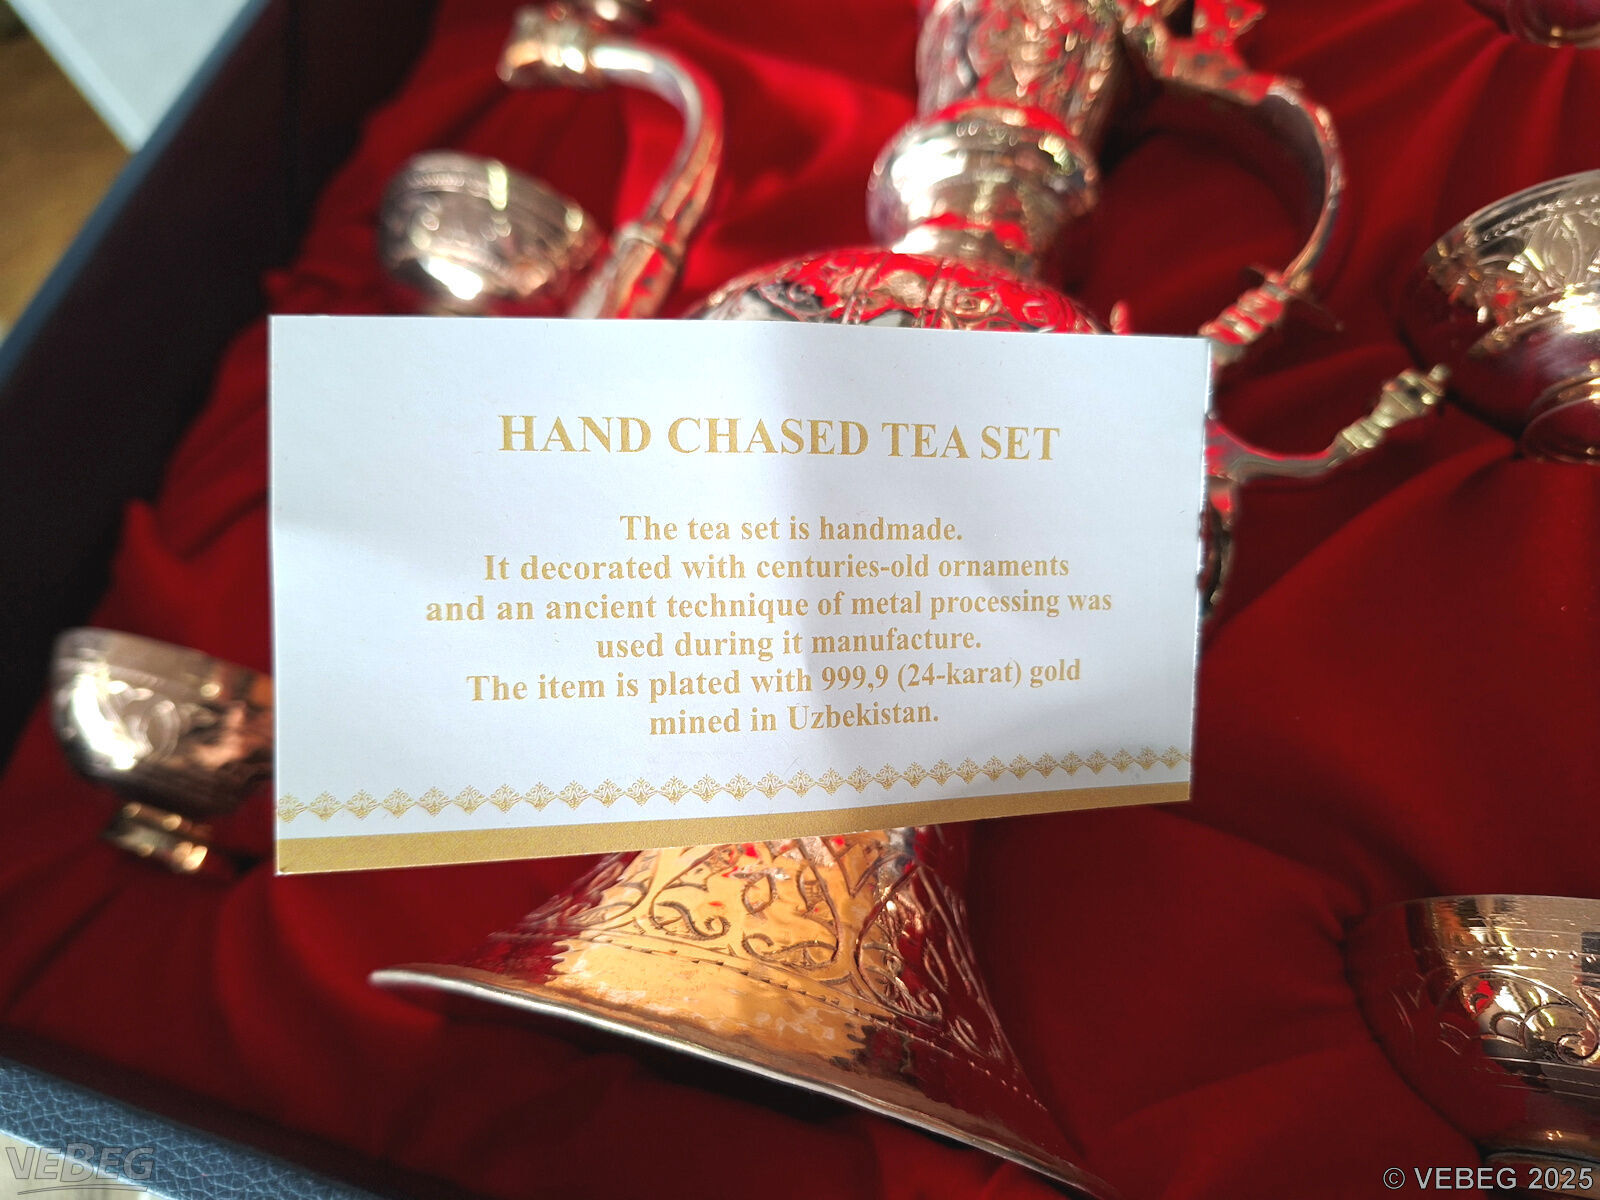 HAND CHASED TEA SET
The tea set is handmade.
It decorated with centuries-old ornaments
and an ancient technique of metal processing was
used during it manufacture.
The item is plated with 999,9 (24-karat) gold
mined in Uzbekistan.
VEBEG
© VEBEG 2025